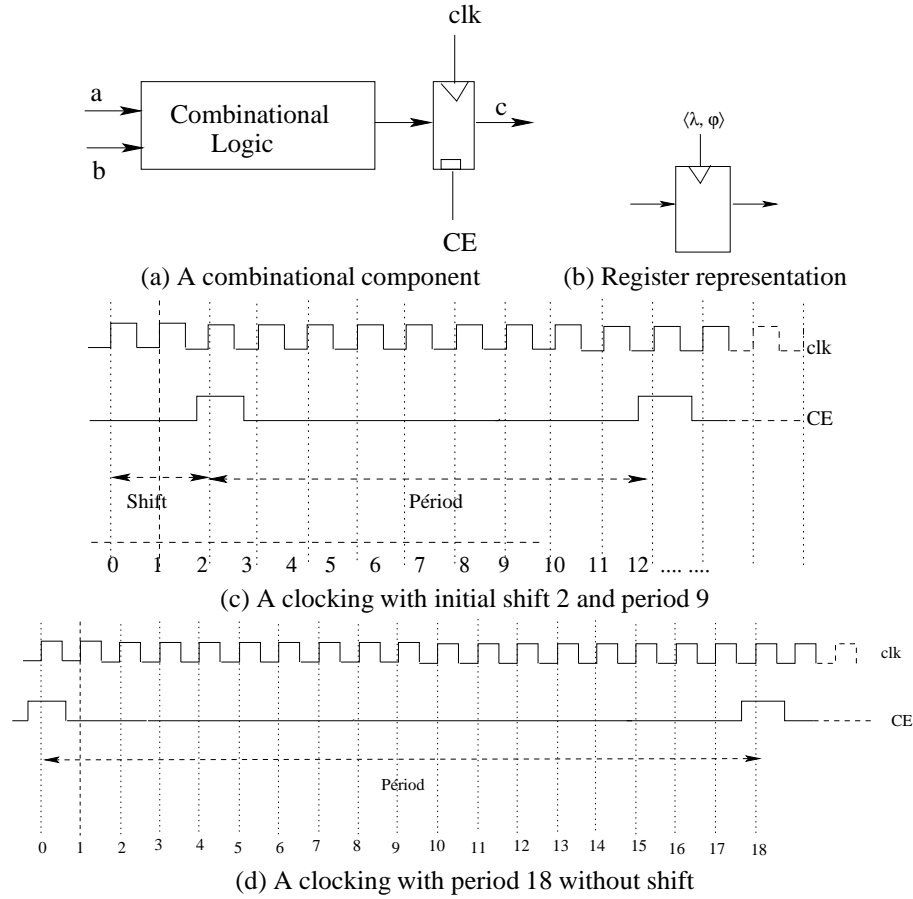 clk
a
Combinational
Logic
c
b
⟨λ, φ⟩
CE
(a) A combinational component
(b) Register representation
clk
CE
Shift
Périod
0 1 2 3 4 5 6 7 8 9 10 11 12 .... ....
(c) A clocking with initial shift 2 and period 9
clk
CE
Périod
0 1 2 3 4 5 6 7 8 9 10 11 12 13 14 15 16 17 18
(d) A clocking with period 18 without shift